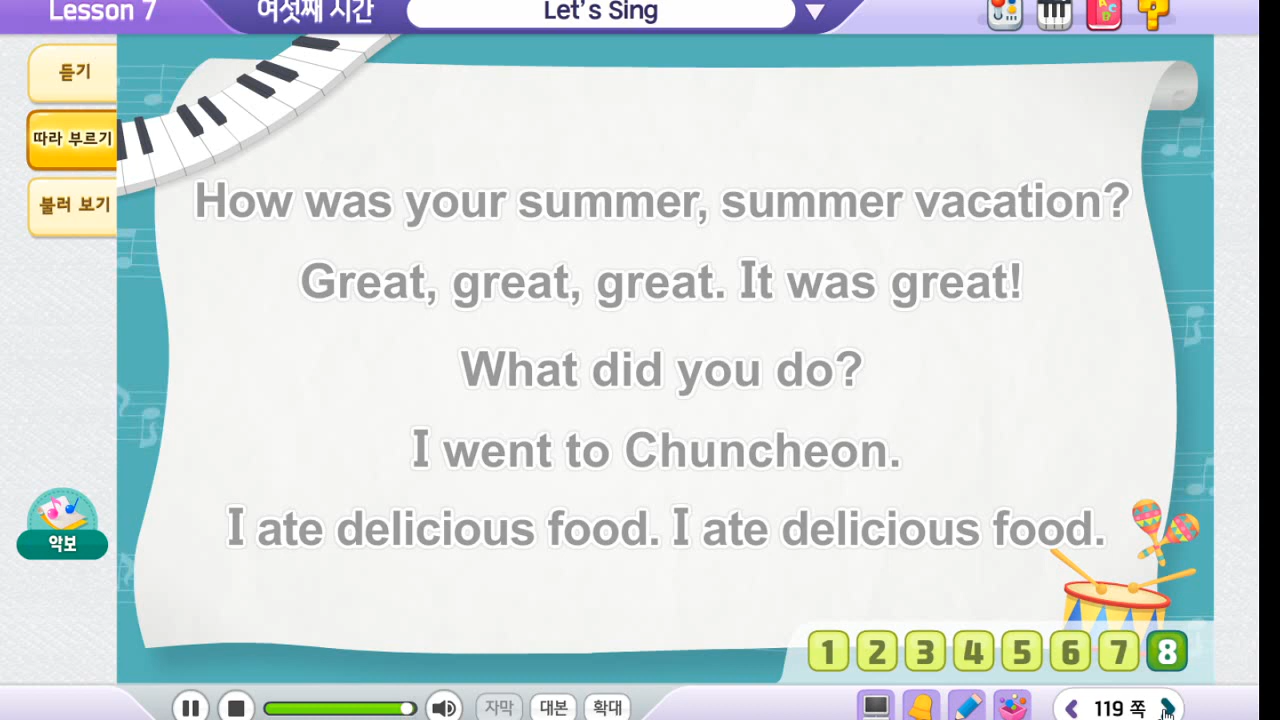 Lesson 7
여섯째 시간
Let's Sing
듣기
따라 부르기
불러 보기
How was your summer, summer vacation?
Great, great, great. It was great!
What did you do?
I went to Chuncheon.
I ate delicious food. I ate delicious food.
악보
1 2 3 4 5 6 7 8
자막 대본 확대
119 쪽